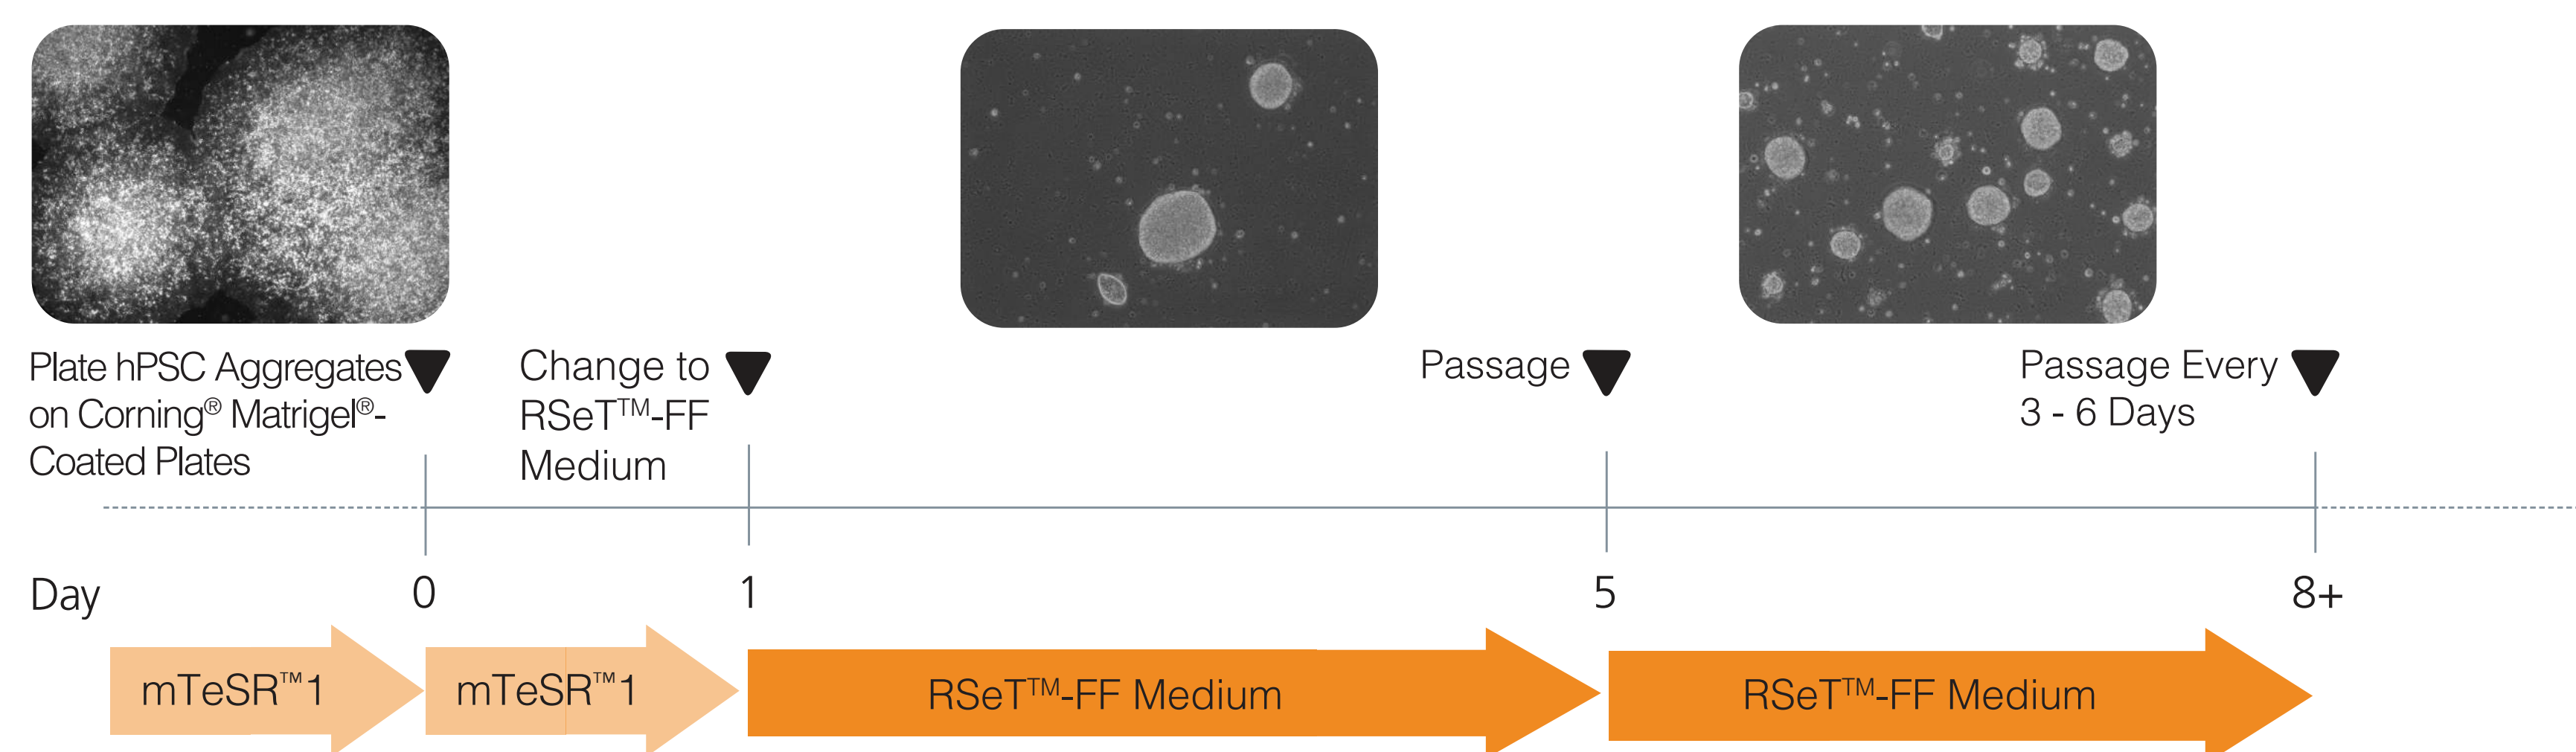 Plate hPSC Aggregates
on Corning® Matrigel®-
Coated Plates
Change to
RSeT™-FF
Medium
Passage
Passage Every
3 - 6 Days
Day
0
1
5
8+
mTeSR™1
mTeSR™1
RSeT™-FF Medium
RSeT™-FF Medium